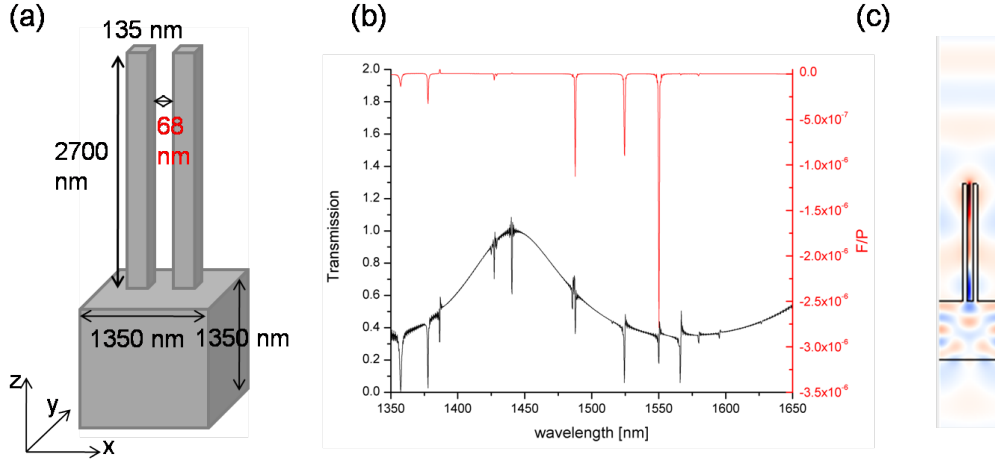 (a)
135 nm
68
nm
2700
nm
1350 nm
1350 nm
z
y
x
(b)
2.0
1.8
1.6
1.4
1.2
1.0
0.8
0.6
0.4
0.2
0.0
Transmission
1350
1400
1450
1500
1550
1600
1650
wavelength [nm]
0.0
-5.0x10⁻⁷
-1.0x10⁻⁶
-1.5x10⁻⁶
-2.0x10⁻⁶
-2.5x10⁻⁶
-3.0x10⁻⁶
-3.5x10⁻⁶
F/P
(c)